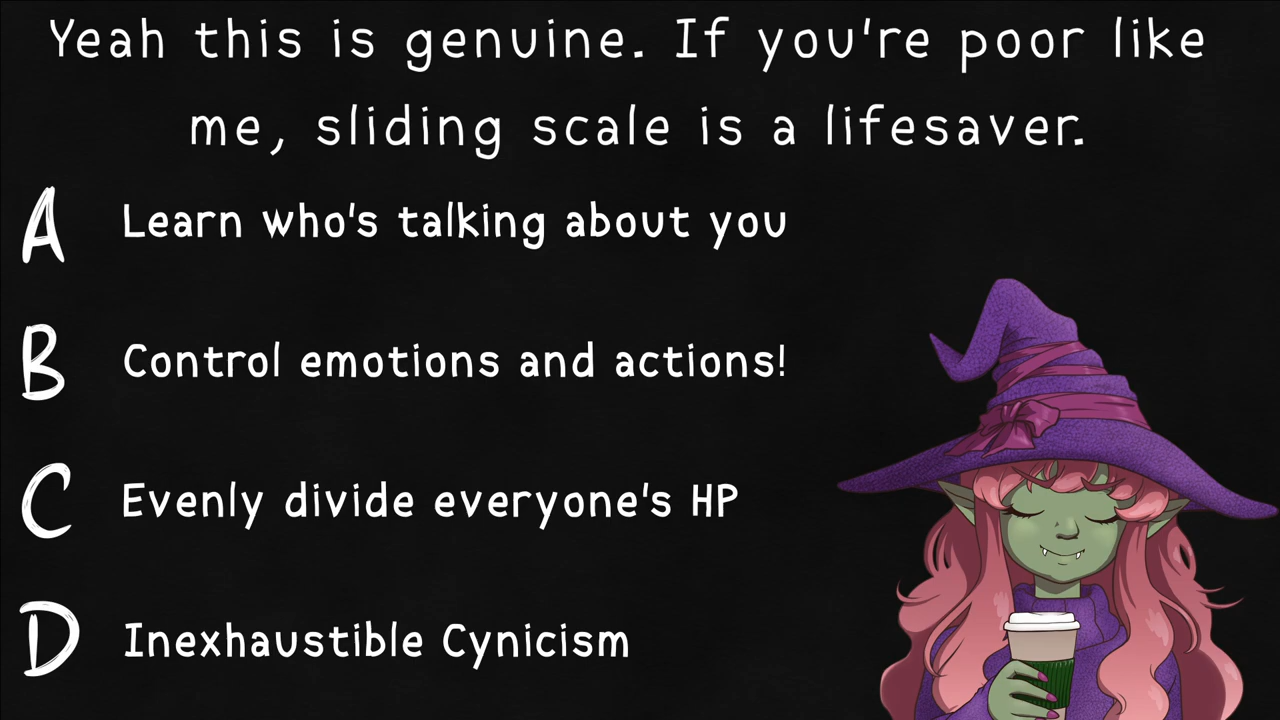 Yeah this is genuine. If you're poor like
me, sliding scale is a lifesaver.
A Learn who's talking about you
B Control emotions and actions!
C Evenly divide everyone's HP
D Inexhaustible Cynicism